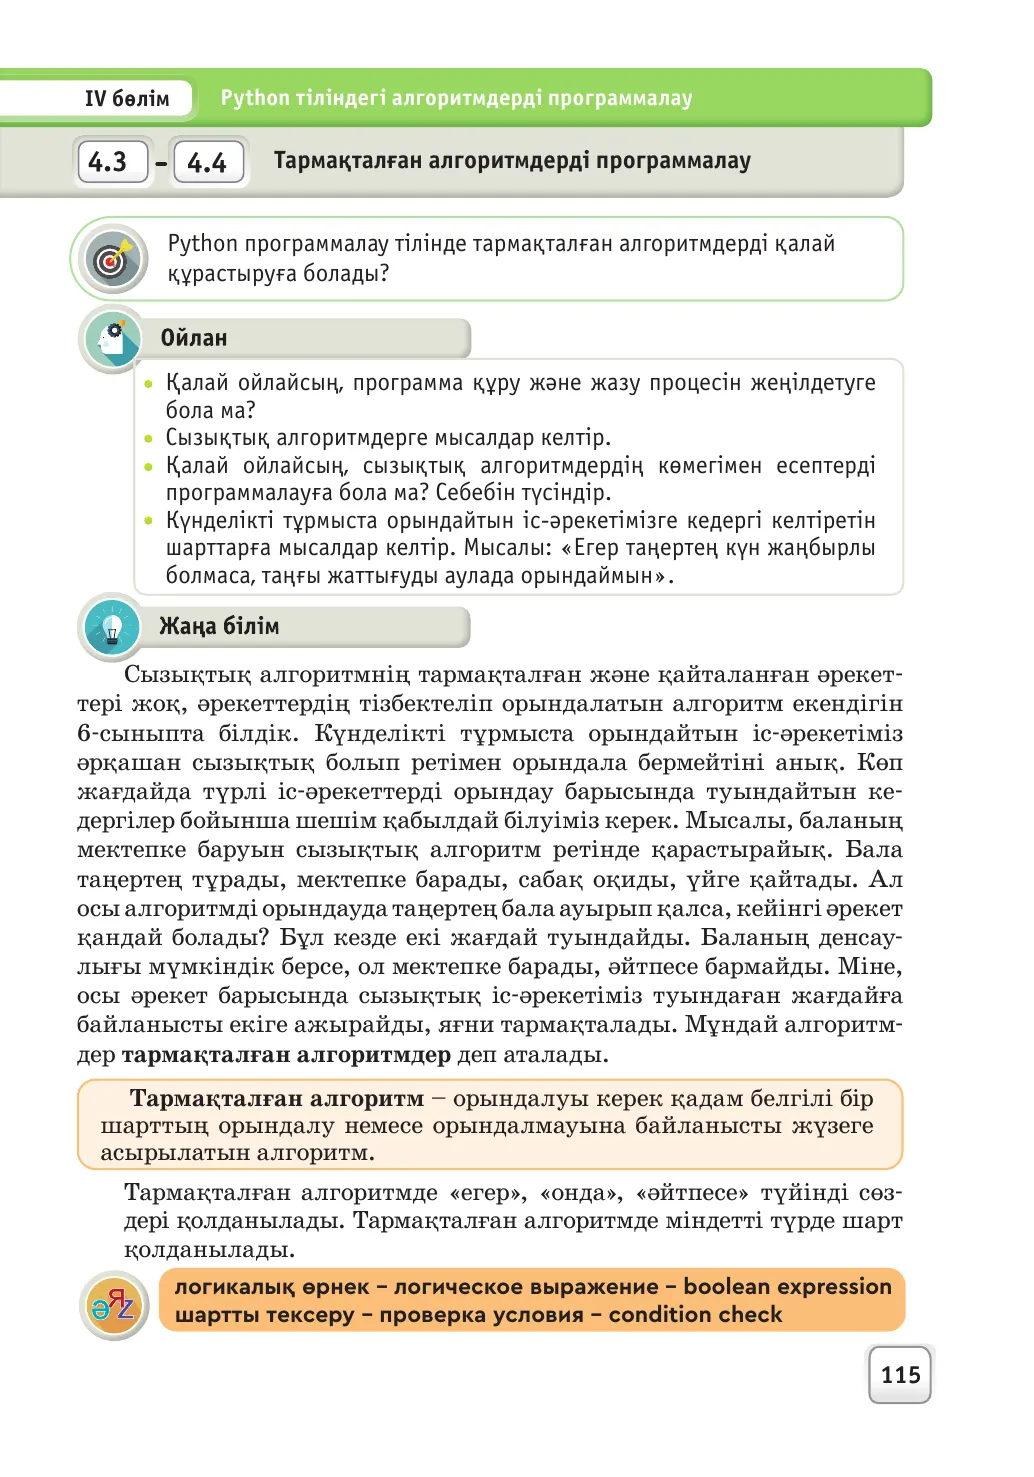 IV бөлім
Python тіліндегі алгоритмдерді программалау
4.3 - 4.4
Тармақталған алгоритмдерді программалау
Python программалау тілінде тармақталған алгоритмдерді қалай
құрастыруға болады?
Ойлан
• Қалай ойлайсың, программа құру және жазу процесін жеңілдетуге
бола ма?
• Сызықтық алгоритмдерге мысалдар келтір.
• Қалай ойлайсың, сызықтық алгоритмдердің көмегімен есептерді
программалауға бола ма? Себебін түсіндір.
• Күнделікті тұрмыста орындайтын іс-әрекетімізге кедергі келтіретін
шарттарға мысалдар келтір. Мысалы: «Егер таңертең күн жаңбырлы
болмаса, таңғы жаттығуды аулада орындаймын».
Жаңа білім
Сызықтық алгоритмнің тармақталған және қайталанған әрекет-
тері жоқ, әрекеттердің тізбектеліп орындалатын алгоритм екендігін
6-сыныпта білдік. Күнделікті тұрмыста орындайтын іс-әрекетіміз
әрқашан сызықтық болып ретімен орындала бермейтіні анық. Көп
жағдайда түрлі іс-әрекеттерді орындау барысында туындайтын ке-
дергілер бойынша шешім қабылдай білуіміз керек. Мысалы, баланың
мектепке баруын сызықтық алгоритм ретінде қарастырайық. Бала
таңертең тұрады, мектепке барады, сабақ оқиды, үйге қайтады. Ал
осы алгоритмді орындауда таңертең бала ауырып қалса, кейінгі әрекет
қандай болады? Бұл кезде екі жағдай туындайды. Баланың денсау-
лығы мүмкіндік берсе, ол мектепке барады, әйтпесе бармайды. Міне,
осы әрекет барысында сызықтық іс-әрекетіміз туындаған жағдайға
байланысты екіге ажырайды, яғни тармақталады. Мұндай алгоритм-
дер тармақталған алгоритмдер деп аталады.
Тармақталған алгоритм – орындалуы керек қадам белгілі бір
шарттың орындалу немесе орындалмауына байланысты жүзеге
асырылатын алгоритм.
Тармақталған алгоритмде «егер», «онда», «әйтпесе» түйінді сөз-
дері қолданылады. Тармақталған алгоритмде міндетті түрде шарт
қолданылады.
әЯZ
логикалық өрнек – логическое выражение – boolean expression
шартты тексеру – проверка условия – condition check
115